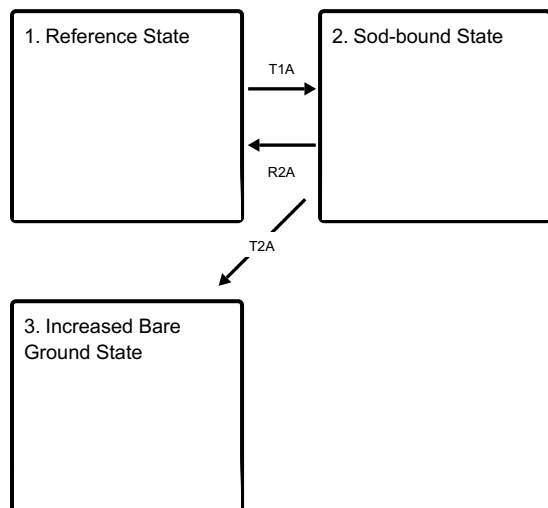 1. Reference State
2. Sod-bound State
T1A
R2A
T2A
3. Increased Bare
Ground State